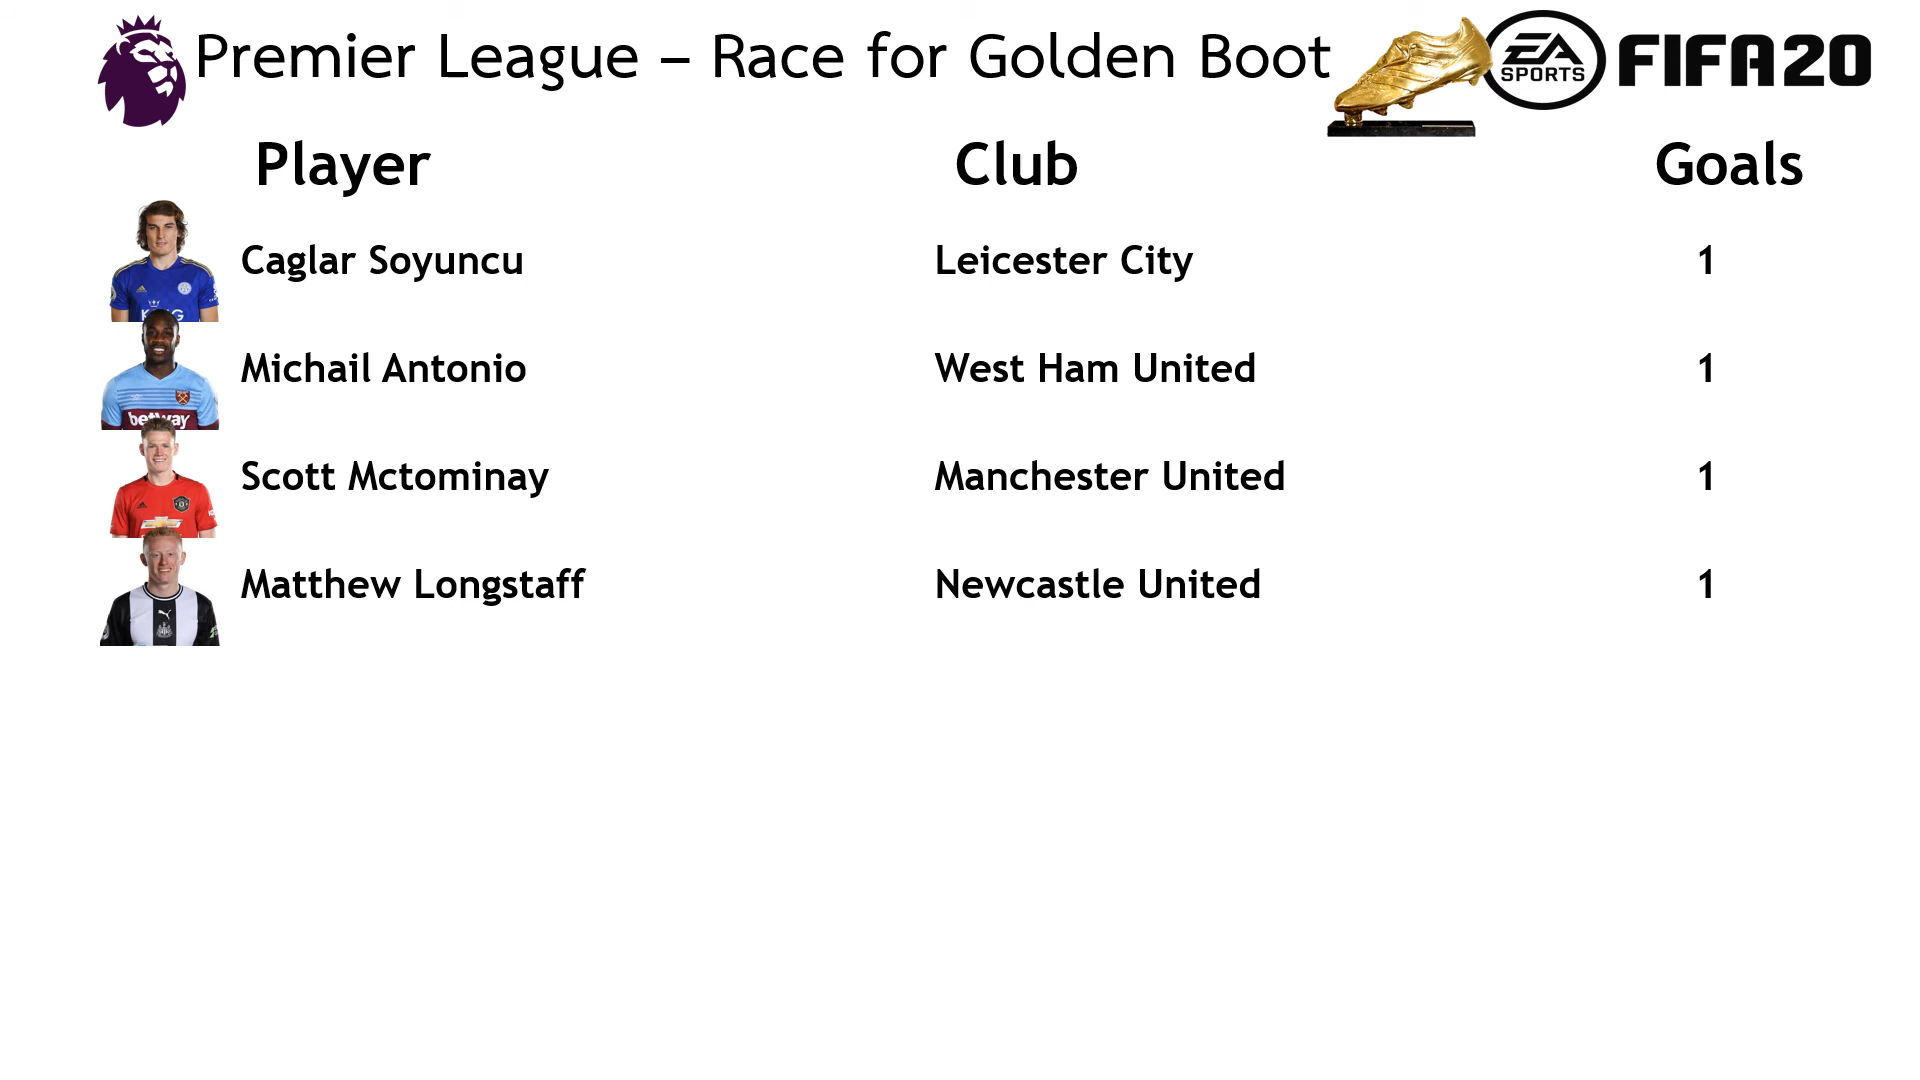 Premier League – Race for Golden Boot
EA SPORTS FIFA20
Player Club Goals
Caglar Soyuncu Leicester City 1
Michail Antonio West Ham United 1
betway
Scott Mctominay Manchester United 1
Matthew Longstaff Newcastle United 1